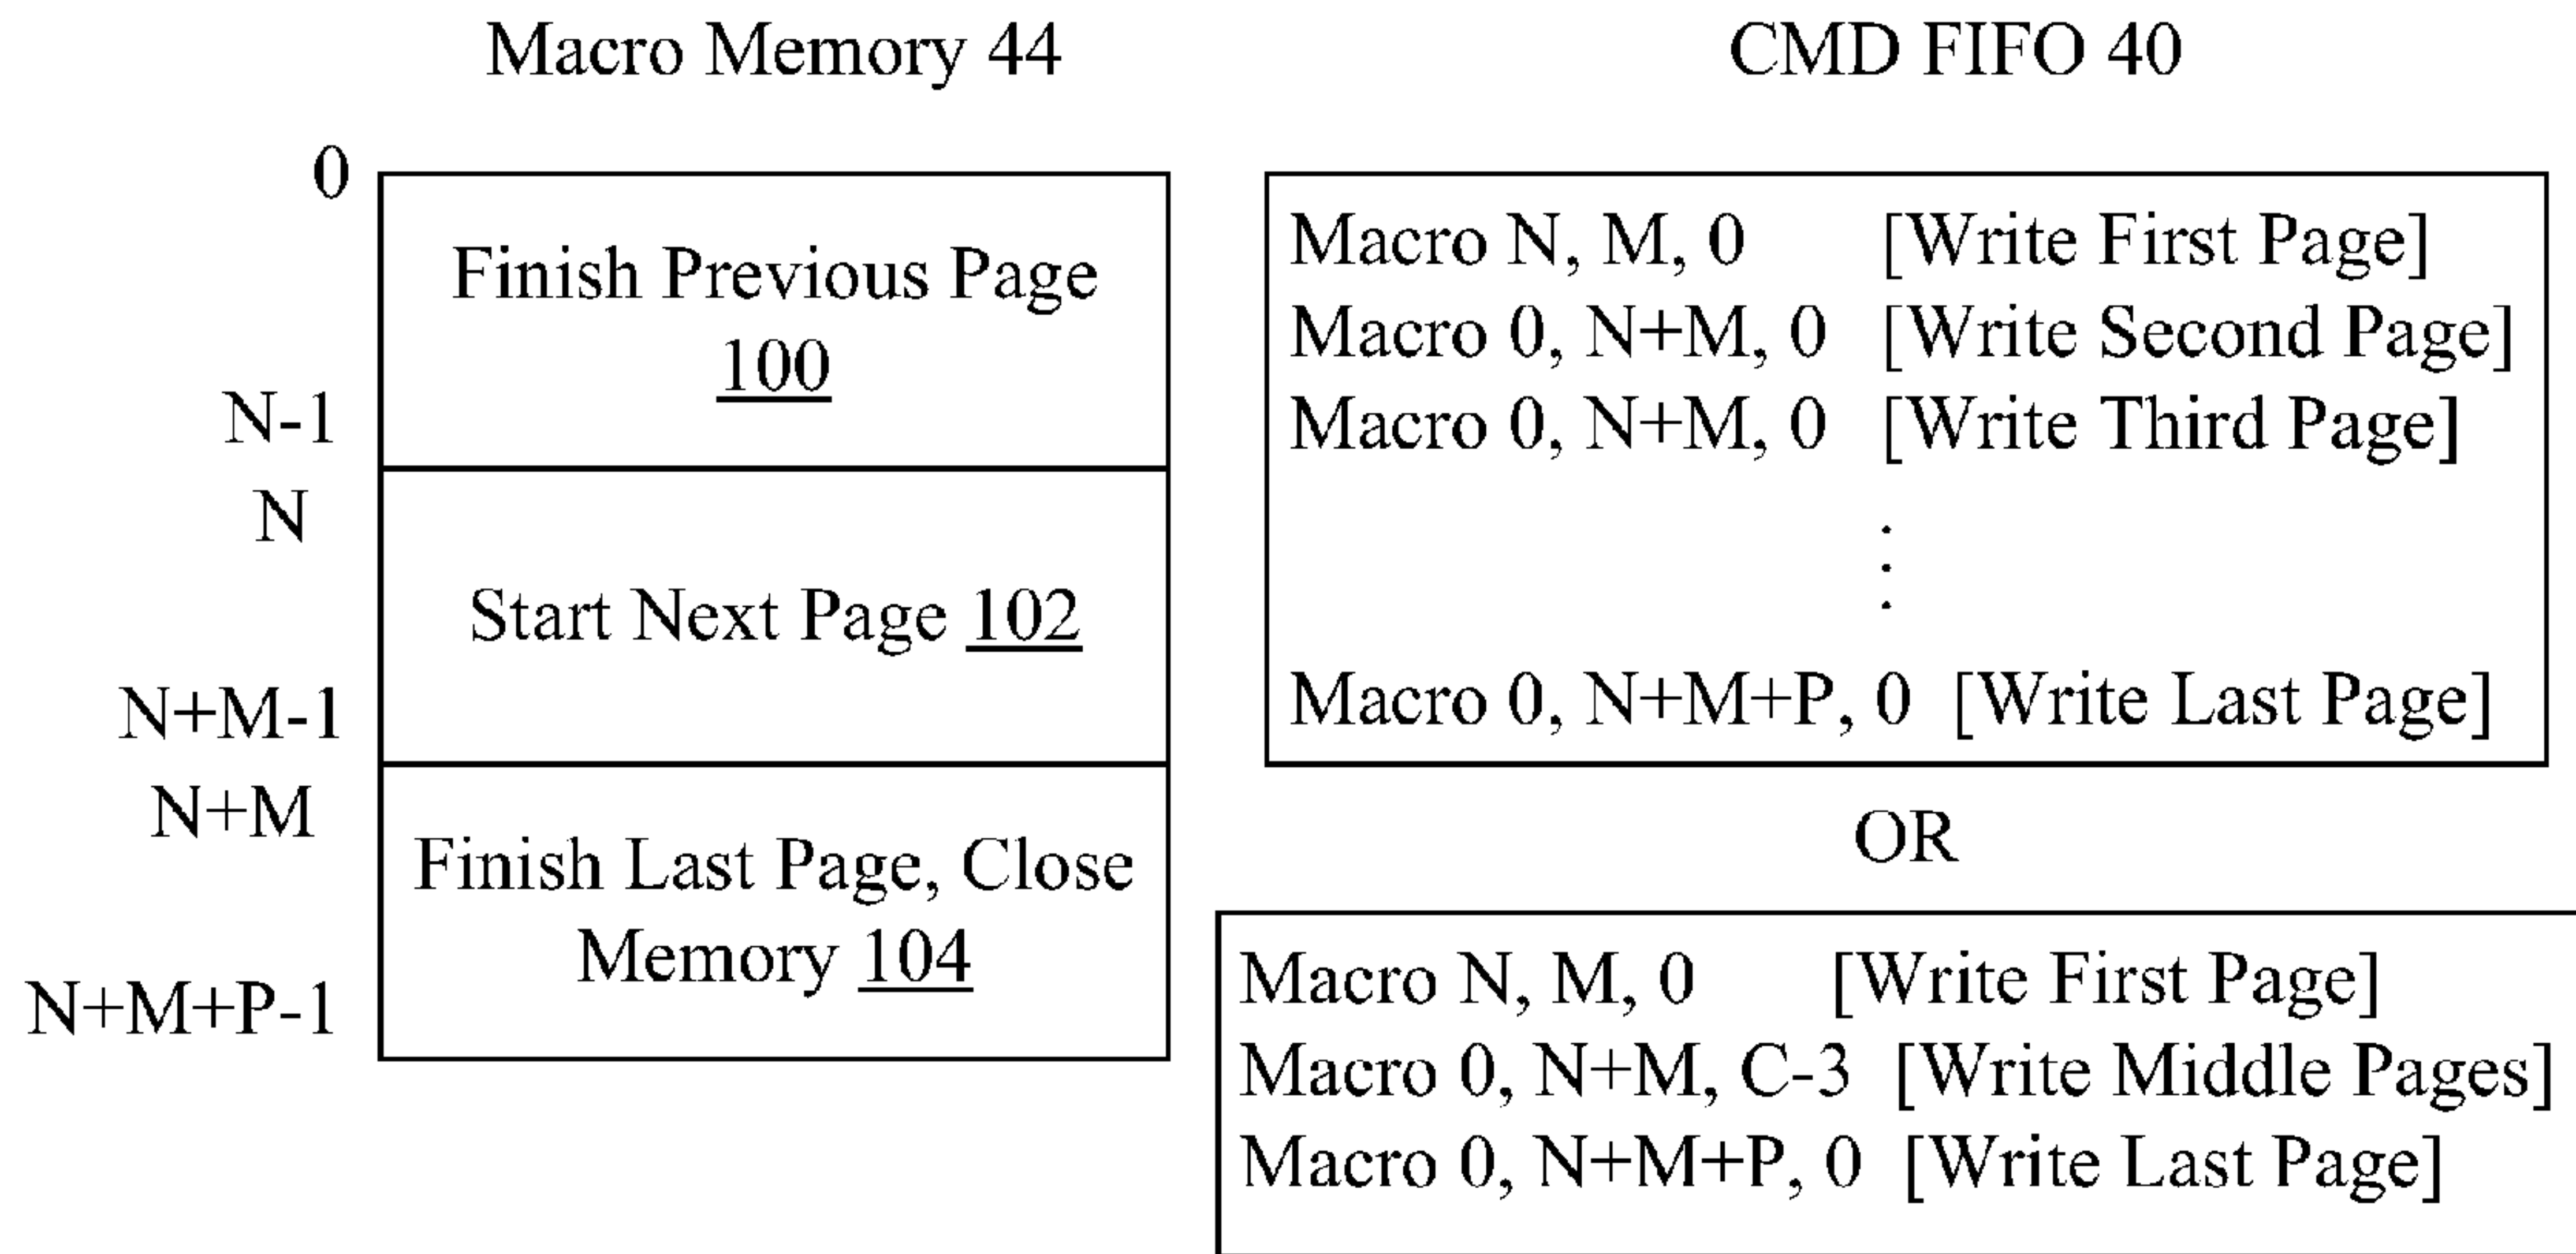 Macro Memory 44
0
Finish Previous Page
100
N-1
N
Start Next Page 102
N+M-1
N+M
Finish Last Page, Close
Memory 104
N+M+P-1
CMD FIFO 40
Macro N, M, 0 [Write First Page]
Macro 0, N+M, 0 [Write Second Page]
Macro 0, N+M, 0 [Write Third Page]
.
.
.
Macro 0, N+M+P, 0 [Write Last Page]
OR
Macro N, M, 0 [Write First Page]
Macro 0, N+M, C-3 [Write Middle Pages]
Macro 0, N+M+P, 0 [Write Last Page]